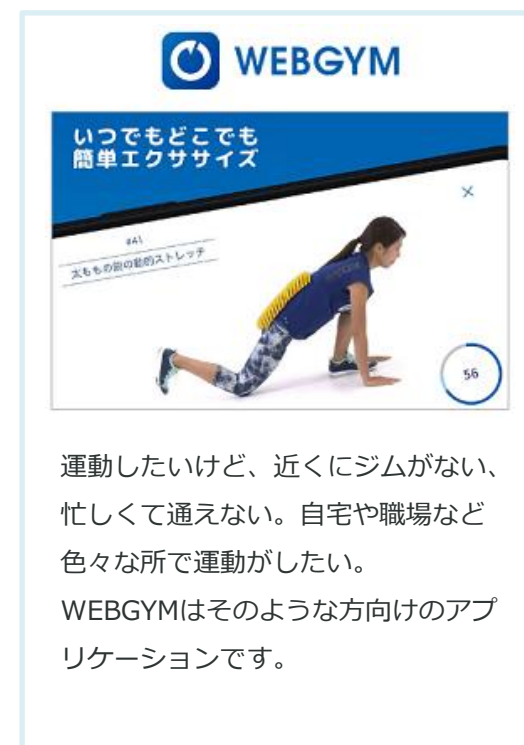 WEBGYM
いつでもどこでも
簡単エクササイズ
#41
太ももの前の動的ストレッチ
56
運動したいけど、近くにジムがない、
忙しくて通えない。自宅や職場など
色々な所で運動がしたい。
WEBGYMはそのような方向けのアプ
リケーションです。